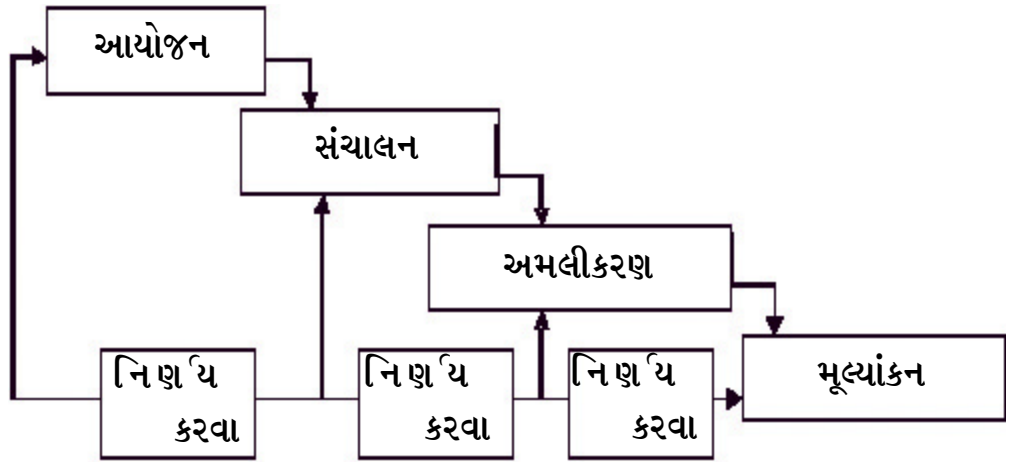 આયોજન
સંચાલન
અમલીકરણ
નિર્ણય
કરવા
નિર્ણય
કરવા
નિર્ણય
કરવા
મૂલ્યાંકન